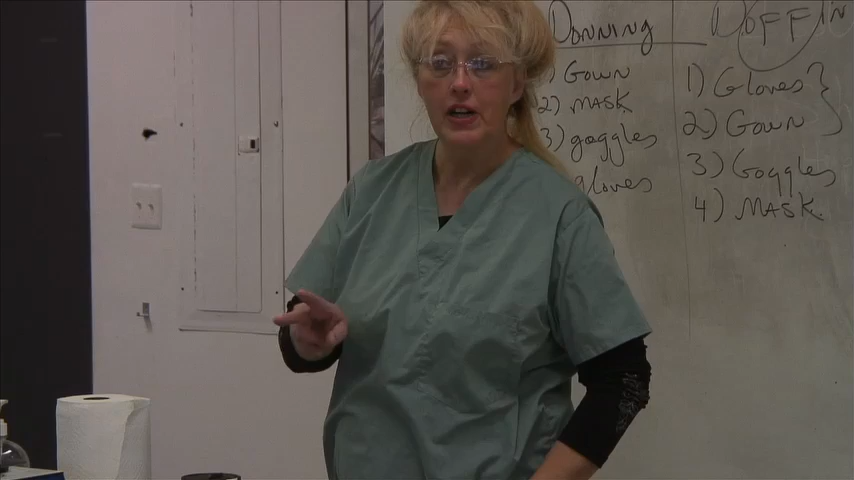 Donning
) Gown
2) MASK
3) goggles
gloves
Doffin
1) Gloves }
2) Gown
3) Goggles
4) MASK.